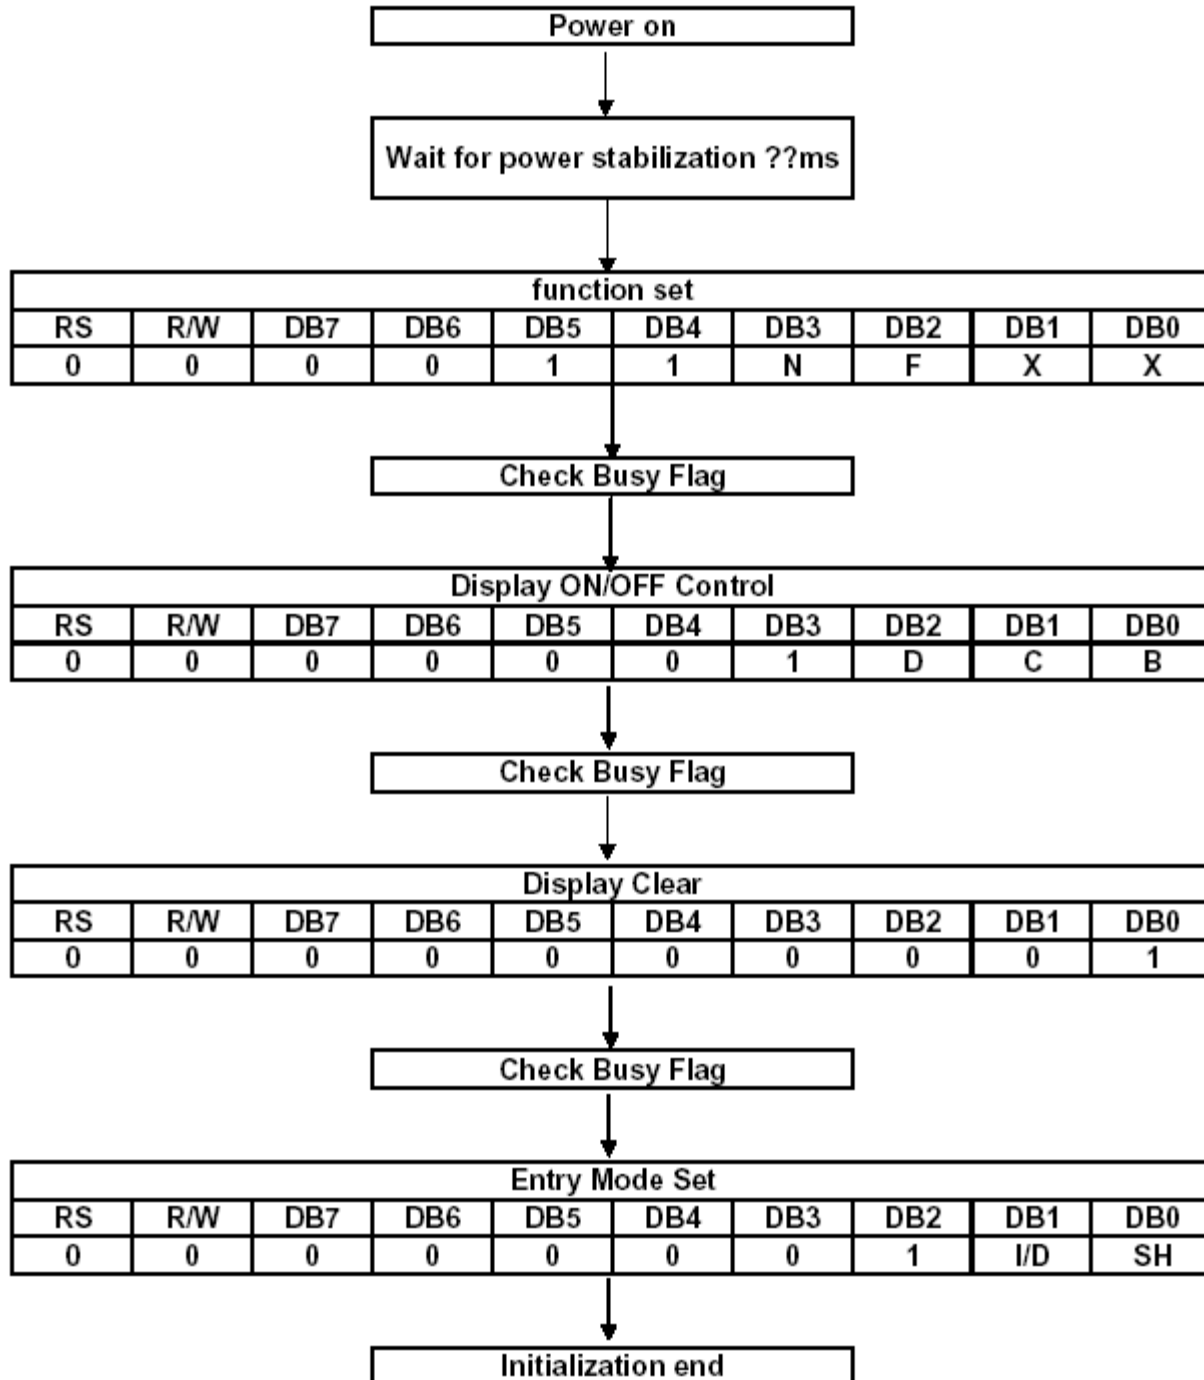 Power on
Wait for power stabilization ??ms
function set
RS R/W DB7 DB6 DB5 DB4 DB3 DB2 DB1 DB0
0 0 0 0 1 1 N F X X
Check Busy Flag
Display ON/OFF Control
RS R/W DB7 DB6 DB5 DB4 DB3 DB2 DB1 DB0
0 0 0 0 0 0 1 D C B
Check Busy Flag
Display Clear
RS R/W DB7 DB6 DB5 DB4 DB3 DB2 DB1 DB0
0 0 0 0 0 0 0 0 0 1
Check Busy Flag
Entry Mode Set
RS R/W DB7 DB6 DB5 DB4 DB3 DB2 DB1 DB0
0 0 0 0 0 0 0 1 I/D SH
Initialization end